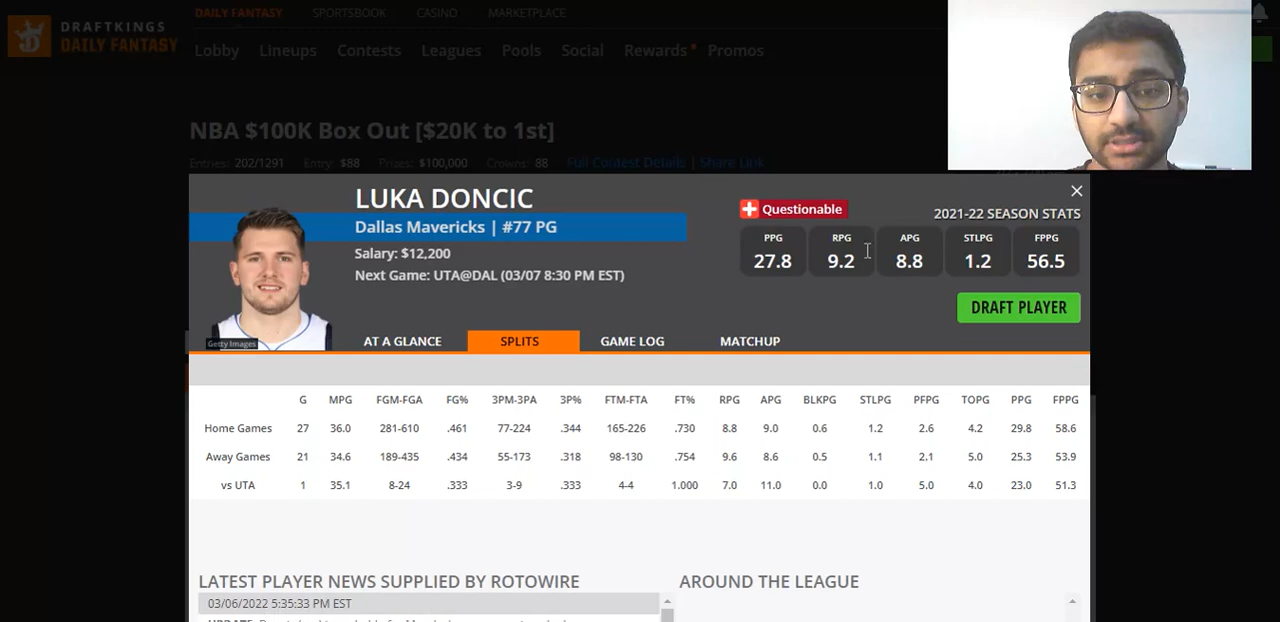 DRAFTKINGS
DAILY FANTASY
DAILY FANTASY SPORTSBOOK CASINO MARKETPLACE
Lobby Lineups Contests Leagues Pools Social Rewards Promos
NBA $100K Box Out [$20K to 1st]
Entries: 202/1291 Entry: $88 Prizes: $100,000 Crowns: 88 Full Contest Details | Share Link
LUKA DONCIC
Dallas Mavericks | #77 PG
Salary: $12,200
Next Game: UTA@DAL (03/07 8:30 PM EST)
Questionable
2021-22 SEASON STATS
PPG RPG APG STLPG FPPG
27.8 9.2 8.8 1.2 56.5
DRAFT PLAYER
Getty Images
AT A GLANCE SPLITS GAME LOG MATCHUP
G MPG FGM-FGA FG% 3PM-3PA 3P% FTM-FTA FT% RPG APG BLKPG STLPG PFPG TOPG PPG FPPG
Home Games 27 36.0 281-610 .461 77-224 .344 165-226 .730 8.8 9.0 0.6 1.2 2.6 4.2 29.8 58.6
Away Games 21 34.6 189-435 .434 55-173 .318 98-130 .754 9.6 8.6 0.5 1.1 2.1 5.0 25.3 53.9
vs UTA 1 35.1 8-24 .333 3-9 .333 4-4 1.000 7.0 11.0 0.0 1.0 5.0 4.0 23.0 51.3
LATEST PLAYER NEWS SUPPLIED BY ROTOWIRE
AROUND THE LEAGUE
03/06/2022 5:35:33 PM EST